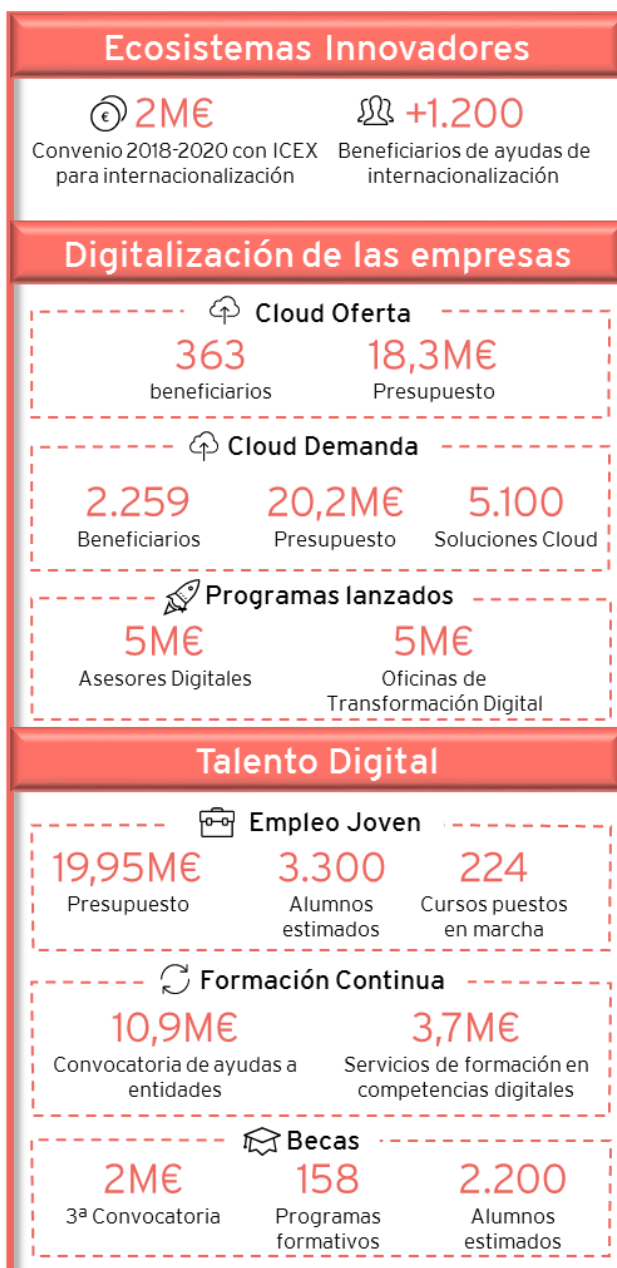 Ecosistemas Innovadores
2M€
+1.200
Convenio 2018-2020 con ICEX
para internacionalización
Beneficiarios de ayudas de
internacionalización
Digitalización de las empresas
Cloud Oferta
363
beneficiarios
18,3M€
Presupuesto
Cloud Demanda
2.259
Beneficiarios
20,2M€
Presupuesto
5.100
Soluciones Cloud
Programas lanzados
5M€
Asesores Digitales
5M€
Oficinas de
Transformación Digital
Talento Digital
Empleo Joven
19,95M€
Presupuesto
3.300
Alumnos
estimados
224
Cursos puestos
en marcha
Formación Continua
10,9M€
Convocatoria de ayudas a
entidades
3,7M€
Servicios de formación en
competencias digitales
Becas
2M€
3ª Convocatoria
158
Programas
formativos
2.200
Alumnos
estimados